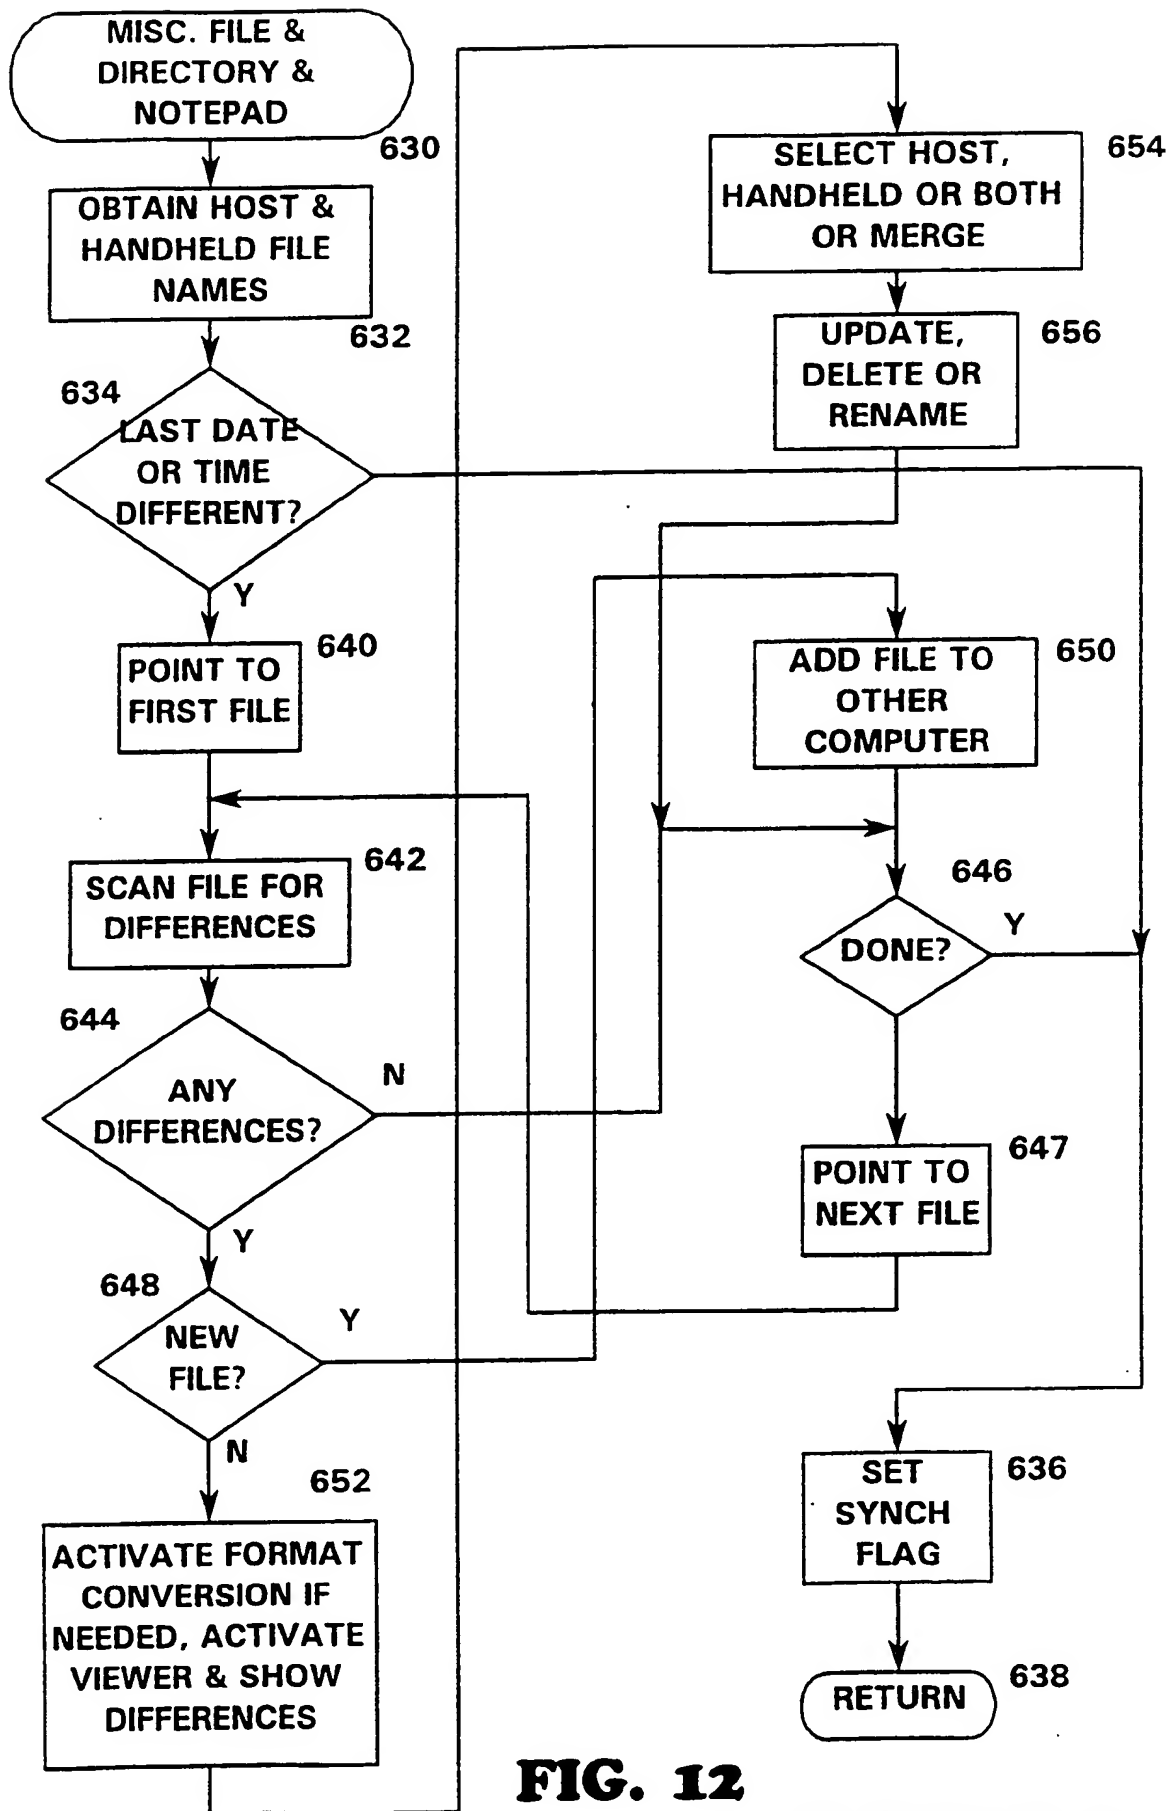 MISC. FILE &
DIRECTORY &
NOTEPAD
630
OBTAIN HOST &
HANDHELD FILE
NAMES
632
634
LAST DATE
OR TIME
DIFFERENT?
Y
640
POINT TO
FIRST FILE
642
SCAN FILE FOR
DIFFERENCES
644
ANY
DIFFERENCES?
N
Y
648
NEW
FILE?
Y
N
652
ACTIVATE FORMAT
CONVERSION IF
NEEDED, ACTIVATE
VIEWER & SHOW
DIFFERENCES
654
SELECT HOST,
HANDHELD OR BOTH
OR MERGE
656
UPDATE,
DELETE OR
RENAME
650
ADD FILE TO
OTHER
COMPUTER
646
DONE?
Y
647
POINT TO
NEXT FILE
636
SET
SYNCH
FLAG
638
RETURN
FIG. 12